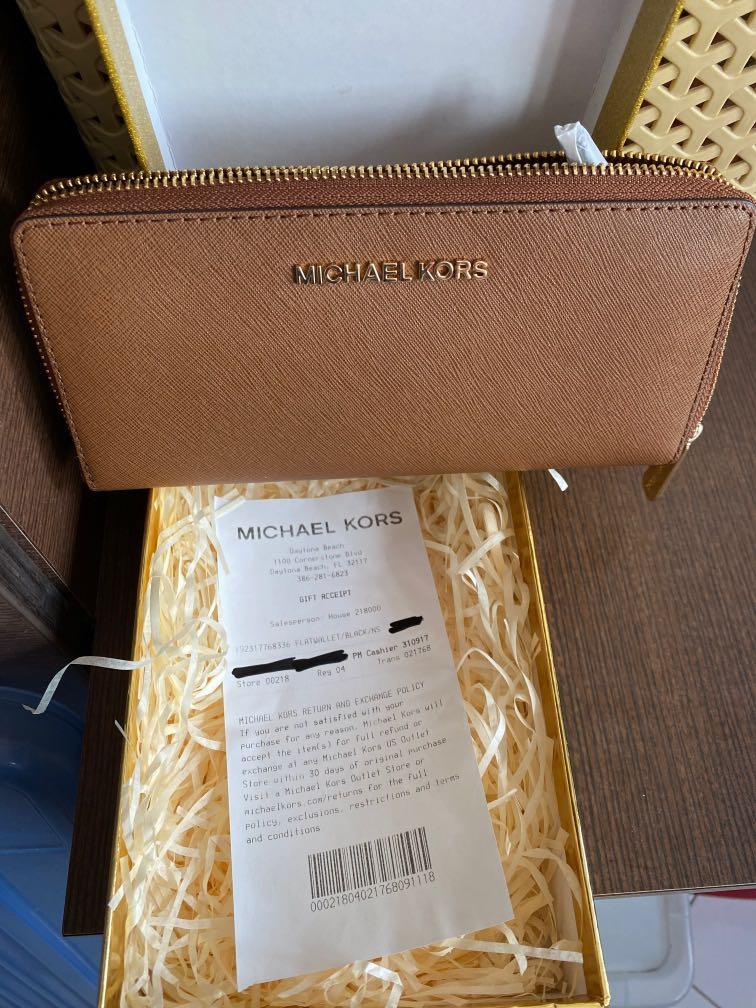 MICHAEL KORS
MICHAEL KORS
Daytona Beach
1100 Cornerstone Blvd
Daytona Beach, FL 32117
386-281-6823
GIFT RCCEIPT
Salesperson: House 218000
192317768336 FLATWALLET/BLACK/NS
PM Cashier 310917
Store 00218 Reg 04 Trans 021768
MICHAEL KORS RETURN AND EXCHANGE POLICY
If you are not satisfied with your
purchase for any reason. Michael Kors will
accept the item(s) for full refund or
exchange at any Michael Kors US Outlet
Store within 30 days of original purchase
Visit a Michael Kors Outlet Store or
michaelkors.com/returns for the full
policy, exclusions, restrictions and terms
and conditions
00021804021768091118